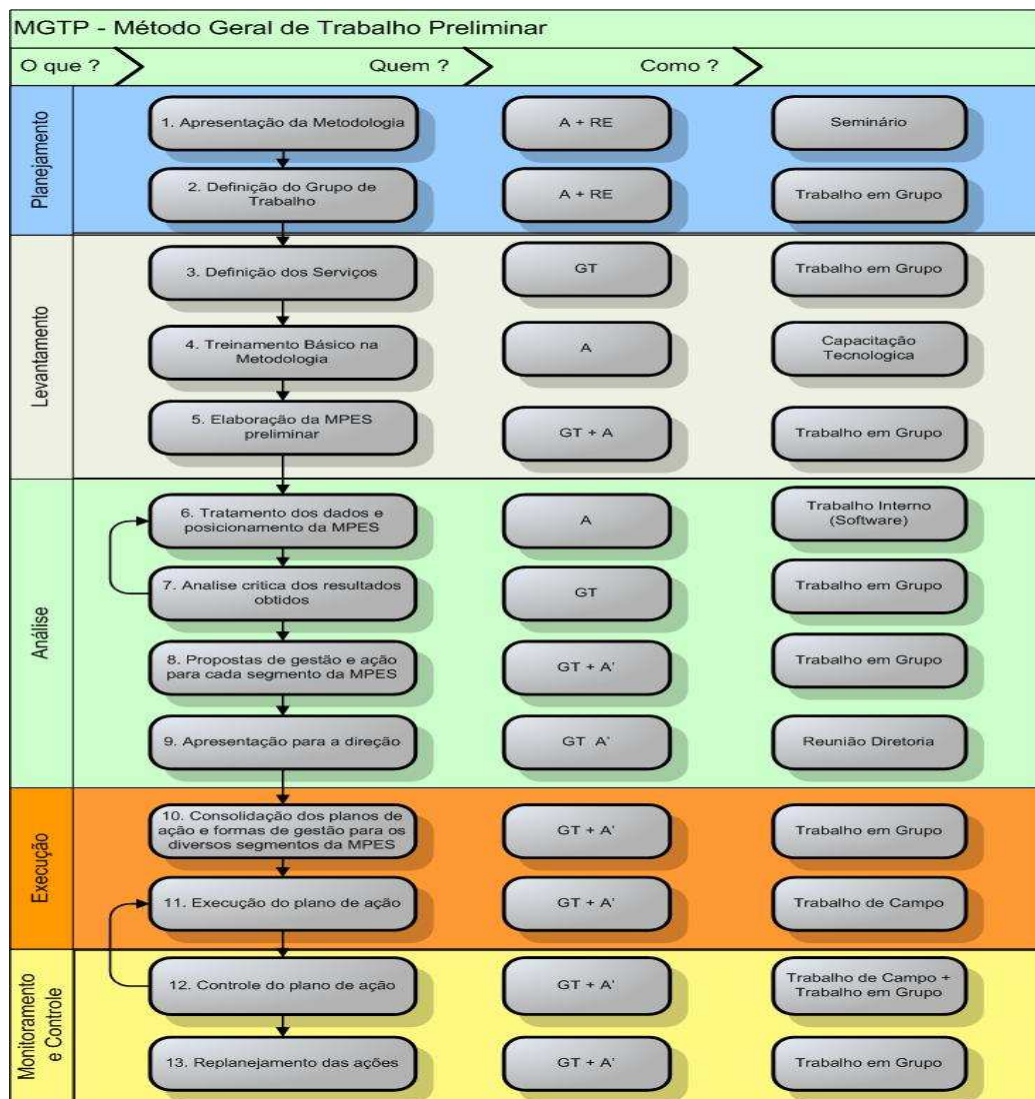 MGTP - Método Geral de Trabalho Preliminar
O que ? Quem ? Como ?
Planejamento
1. Apresentação da Metodologia
A + RE
Seminário
2. Definição do Grupo de
Trabalho
A + RE
Trabalho em Grupo
Levantamento
3. Definição dos Serviços
GT
Trabalho em Grupo
4. Treinamento Básico na
Metodologia
A
Capacitação
Tecnologica
5. Elaboração da MPES
preliminar
GT + A
Trabalho em Grupo
Análise
6. Tratamento dos dados e
posicionamento da MPES
A
Trabalho Interno
(Software)
7. Analise critica dos resultados
obtidos
GT
Trabalho em Grupo
8. Propostas de gestão e ação
para cada segmento da MPES
GT + A'
Trabalho em Grupo
9. Apresentação para a direção
GT A'
Reunião Diretoria
Execução
10. Consolidação dos planos de
ação e formas de gestão para os
diversos segmentos da MPES
GT + A'
Trabalho em Grupo
11. Execução do plano de ação
GT + A'
Trabalho de Campo
Monitoramento
e Controle
12. Controle do plano de ação
GT + A'
Trabalho de Campo +
Trabalho em Grupo
13. Replanejamento das ações
GT + A'
Trabalho em Grupo